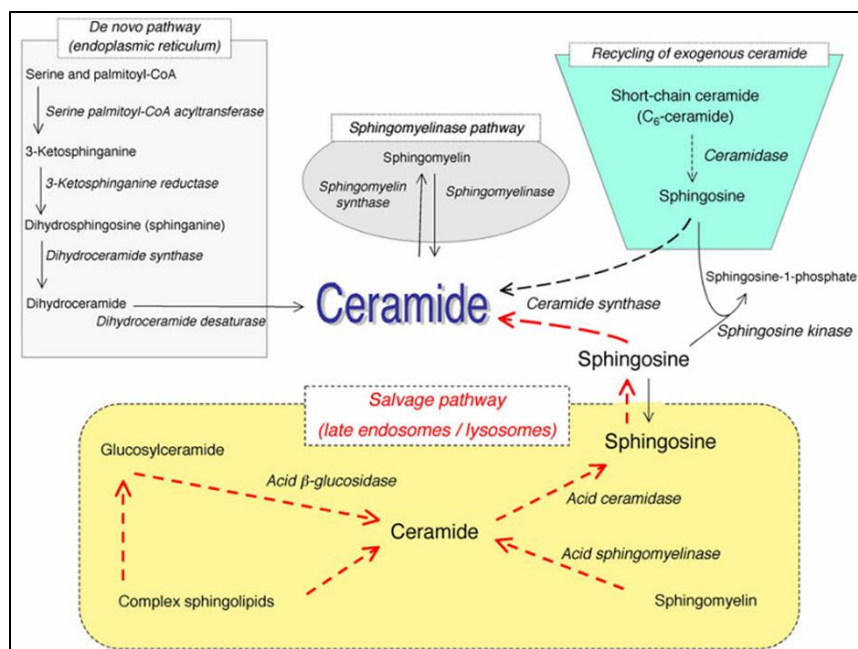 De novo pathway
(endoplasmic reticulum)
Serine and palmitoyl-CoA
Serine palmitoyl-CoA acyltransferase
3-Ketosphinganine
3-Ketosphinganine reductase
Dihydrosphingosine (sphinganine)
Dihydroceramide synthase
Dihydroceramide
Dihydroceramide desaturase
Sphingomyelinase pathway
Sphingomyelin
Sphingomyelin
synthase
Sphingomyelinase
Recycling of exogenous ceramide
Short-chain ceramide
(C6-ceramide)
Ceramidase
Sphingosine
Ceramide
Ceramide synthase
Sphingosine-1-phosphate
Sphingosine kinase
Sphingosine
Salvage pathway
(late endosomes / lysosomes)
Sphingosine
Glucosylceramide
Acid β-glucosidase
Acid ceramidase
Ceramide
Acid sphingomyelinase
Complex sphingolipids
Sphingomyelin